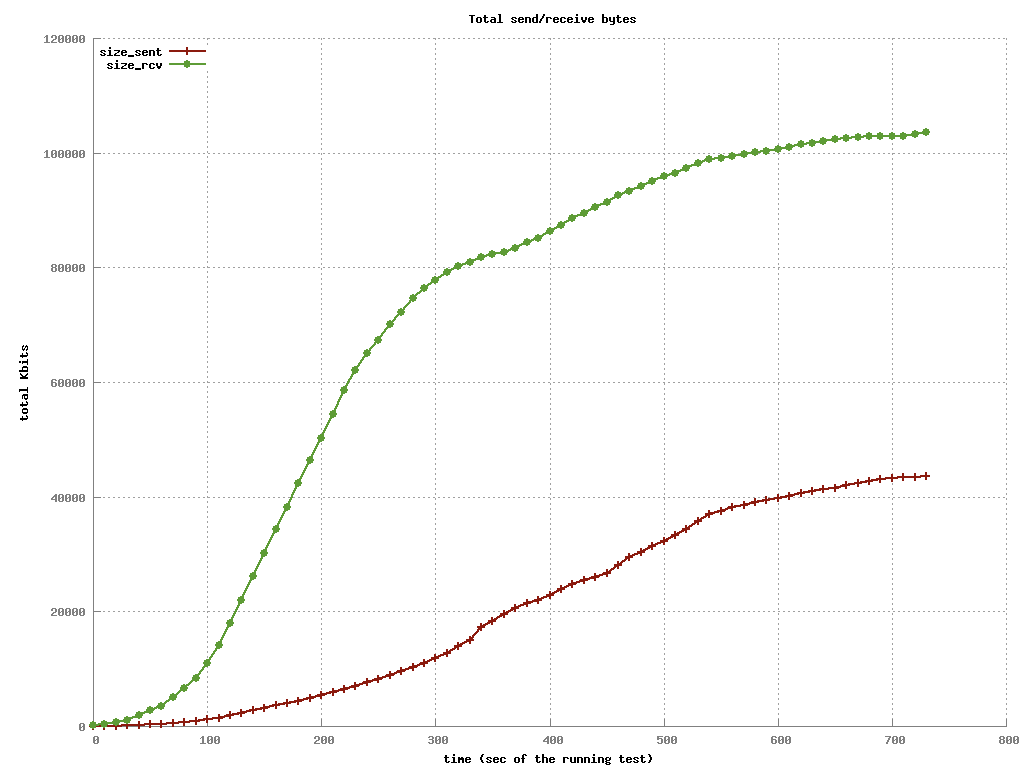 Total send/receive bytes
size_sent
size_rcv
120000
100000
80000
60000
40000
20000
0
total Kbits
0 100 200 300 400 500 600 700 800
time (sec of the running test)